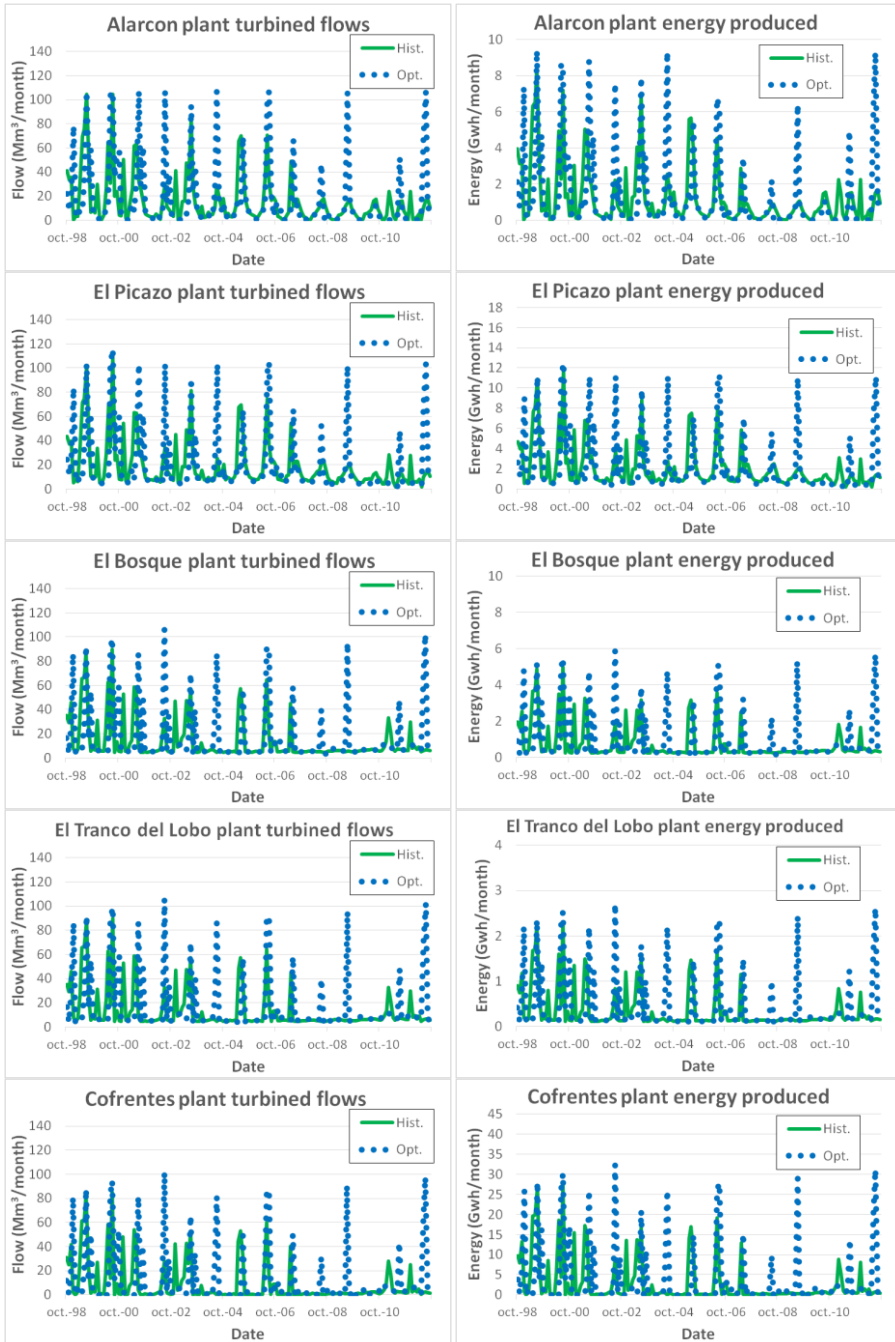 Alarcon plant turbined flows
Flow (Mm³/month)
140
120
100
80
60
40
20
0
Hist.
Opt.
oct.-98 oct.-00 oct.-02 oct.-04 oct.-06 oct.-08 oct.-10
Date
Alarcon plant energy produced
Energy (Gwh/month)
10
8
6
4
2
0
Hist.
Opt.
oct.-98 oct.-00 oct.-02 oct.-04 oct.-06 oct.-08 oct.-10
Date
El Picazo plant turbined flows
Flow (Mm³/month)
140
120
100
80
60
40
20
0
Hist.
Opt.
oct.-98 oct.-00 oct.-02 oct.-04 oct.-06 oct.-08 oct.-10
Date
El Picazo plant energy produced
Energy (Gwh/month)
18
16
14
12
10
8
6
4
2
0
Hist.
Opt.
oct.-98 oct.-00 oct.-02 oct.-04 oct.-06 oct.-08 oct.-10
Date
El Bosque plant turbined flows
Flow (Mm³/month)
140
120
100
80
60
40
20
0
Hist.
Opt.
oct.-98 oct.-00 oct.-02 oct.-04 oct.-06 oct.-08 oct.-10
Date
El Bosque plant energy produced
Energy (Gwh/month)
10
8
6
4
2
0
Hist.
Opt.
oct.-98 oct.-00 oct.-02 oct.-04 oct.-06 oct.-08 oct.-10
Date
El Tranco del Lobo plant turbined flows
Flow (Mm³/month)
140
120
100
80
60
40
20
0
Hist.
Opt.
oct.-98 oct.-00 oct.-02 oct.-04 oct.-06 oct.-08 oct.-10
Date
El Tranco del Lobo plant energy produced
Energy (Gwh/month)
4
3
2
1
0
Hist.
Opt.
oct.-98 oct.-00 oct.-02 oct.-04 oct.-06 oct.-08 oct.-10
Date
Cofrentes plant turbined flows
Flow (Mm³/month)
140
120
100
80
60
40
20
0
Hist.
Opt.
oct.-98 oct.-00 oct.-02 oct.-04 oct.-06 oct.-08 oct.-10
Date
Cofrentes plant energy produced
Energy (Gwh/month)
45
40
35
30
25
20
15
10
5
0
Hist.
Opt.
oct.-98 oct.-00 oct.-02 oct.-04 oct.-06 oct.-08 oct.-10
Date